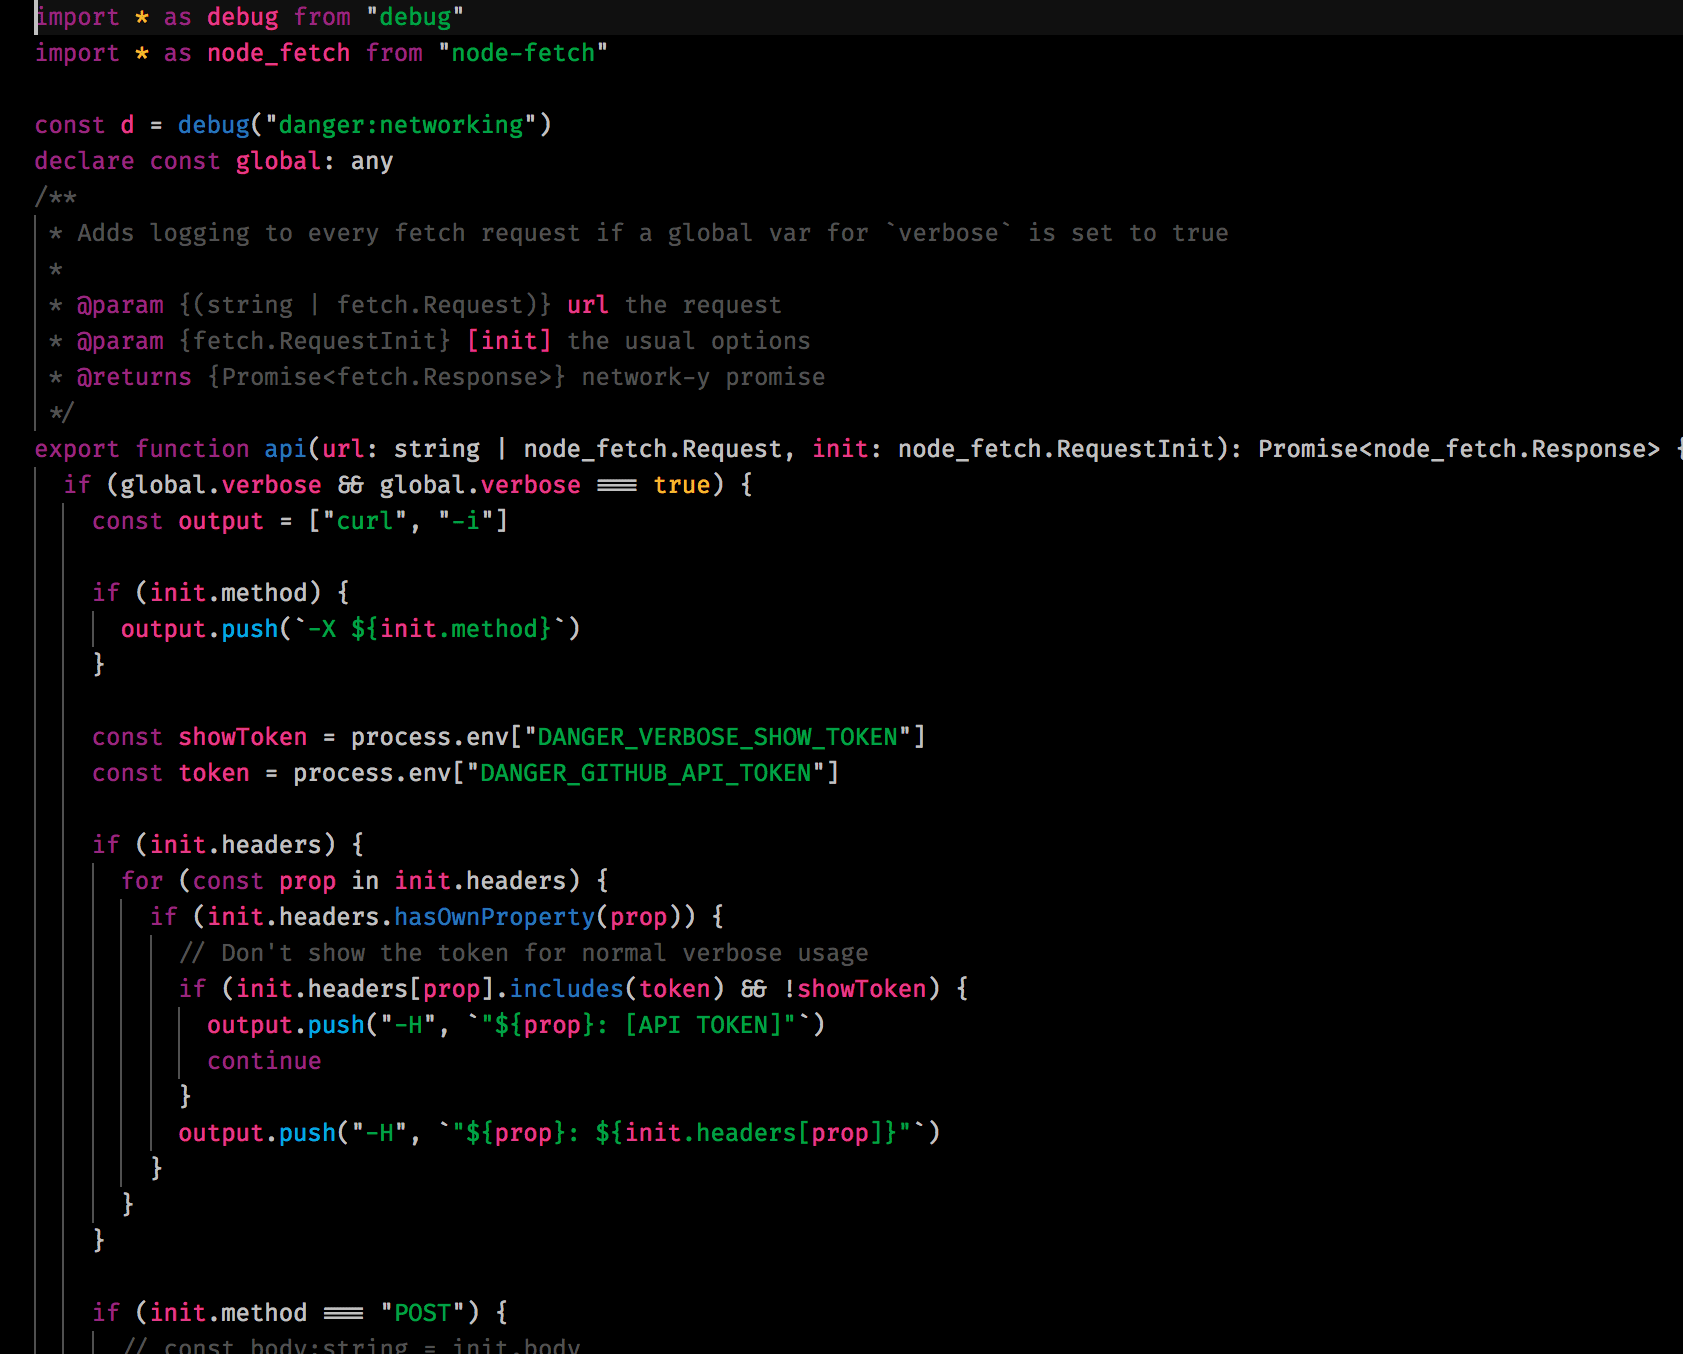 import * as debug from "debug"
import * as node_fetch from "node-fetch"

const d = debug("danger:networking")
declare const global: any
/**
 * Adds logging to every fetch request if a global var for `verbose` is set to true
 *
 * @param {(string | fetch.Request)} url the request
 * @param {fetch.RequestInit} [init] the usual options
 * @returns {Promise<fetch.Response>} network-y promise
 */
export function api(url: string | node_fetch.Request, init: node_fetch.RequestInit): Promise<node_fetch.Response> {
  if (global.verbose && global.verbose === true) {
    const output = ["curl", "-i"]

    if (init.method) {
      output.push(`-X ${init.method}`)
    }

    const showToken = process.env["DANGER_VERBOSE_SHOW_TOKEN"]
    const token = process.env["DANGER_GITHUB_API_TOKEN"]

    if (init.headers) {
      for (const prop in init.headers) {
        if (init.headers.hasOwnProperty(prop)) {
          // Don't show the token for normal verbose usage
          if (init.headers[prop].includes(token) && !showToken) {
            output.push("-H", `"${prop}: [API TOKEN]"`)
            continue
          }
          output.push("-H", `"${prop}: ${init.headers[prop]}"`)
        }
      }
    }

    if (init.method === "POST") {
      // const body:string = init.body